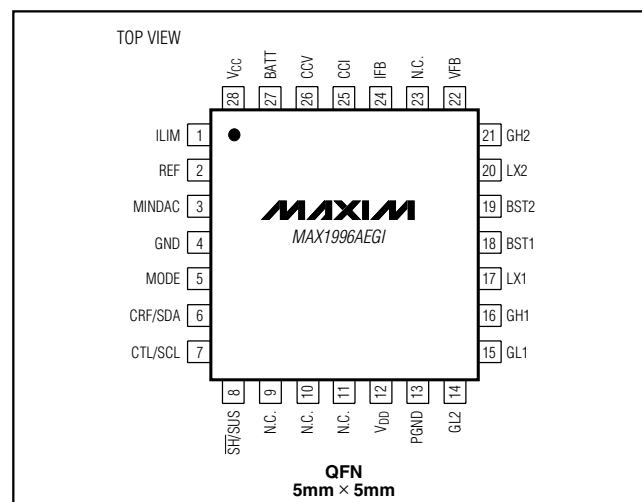 TOP VIEW
VCC
BATT
CCV
CCI
IFB
N.C.
VFB
28
27
26
25
24
23
22
ILIM 1
REF 2
MINDAC 3
GND 4
MODE 5
CRF/SDA 6
CTL/SCL 7
MAXIM
MAX1996AEGI
21 GH2
20 LX2
19 BST2
18 BST1
17 LX1
16 GH1
15 GL1
8
9
10
11
12
13
14
SH/SUS
N.C.
N.C.
N.C.
VDD
PGND
GL2
QFN
5mm × 5mm